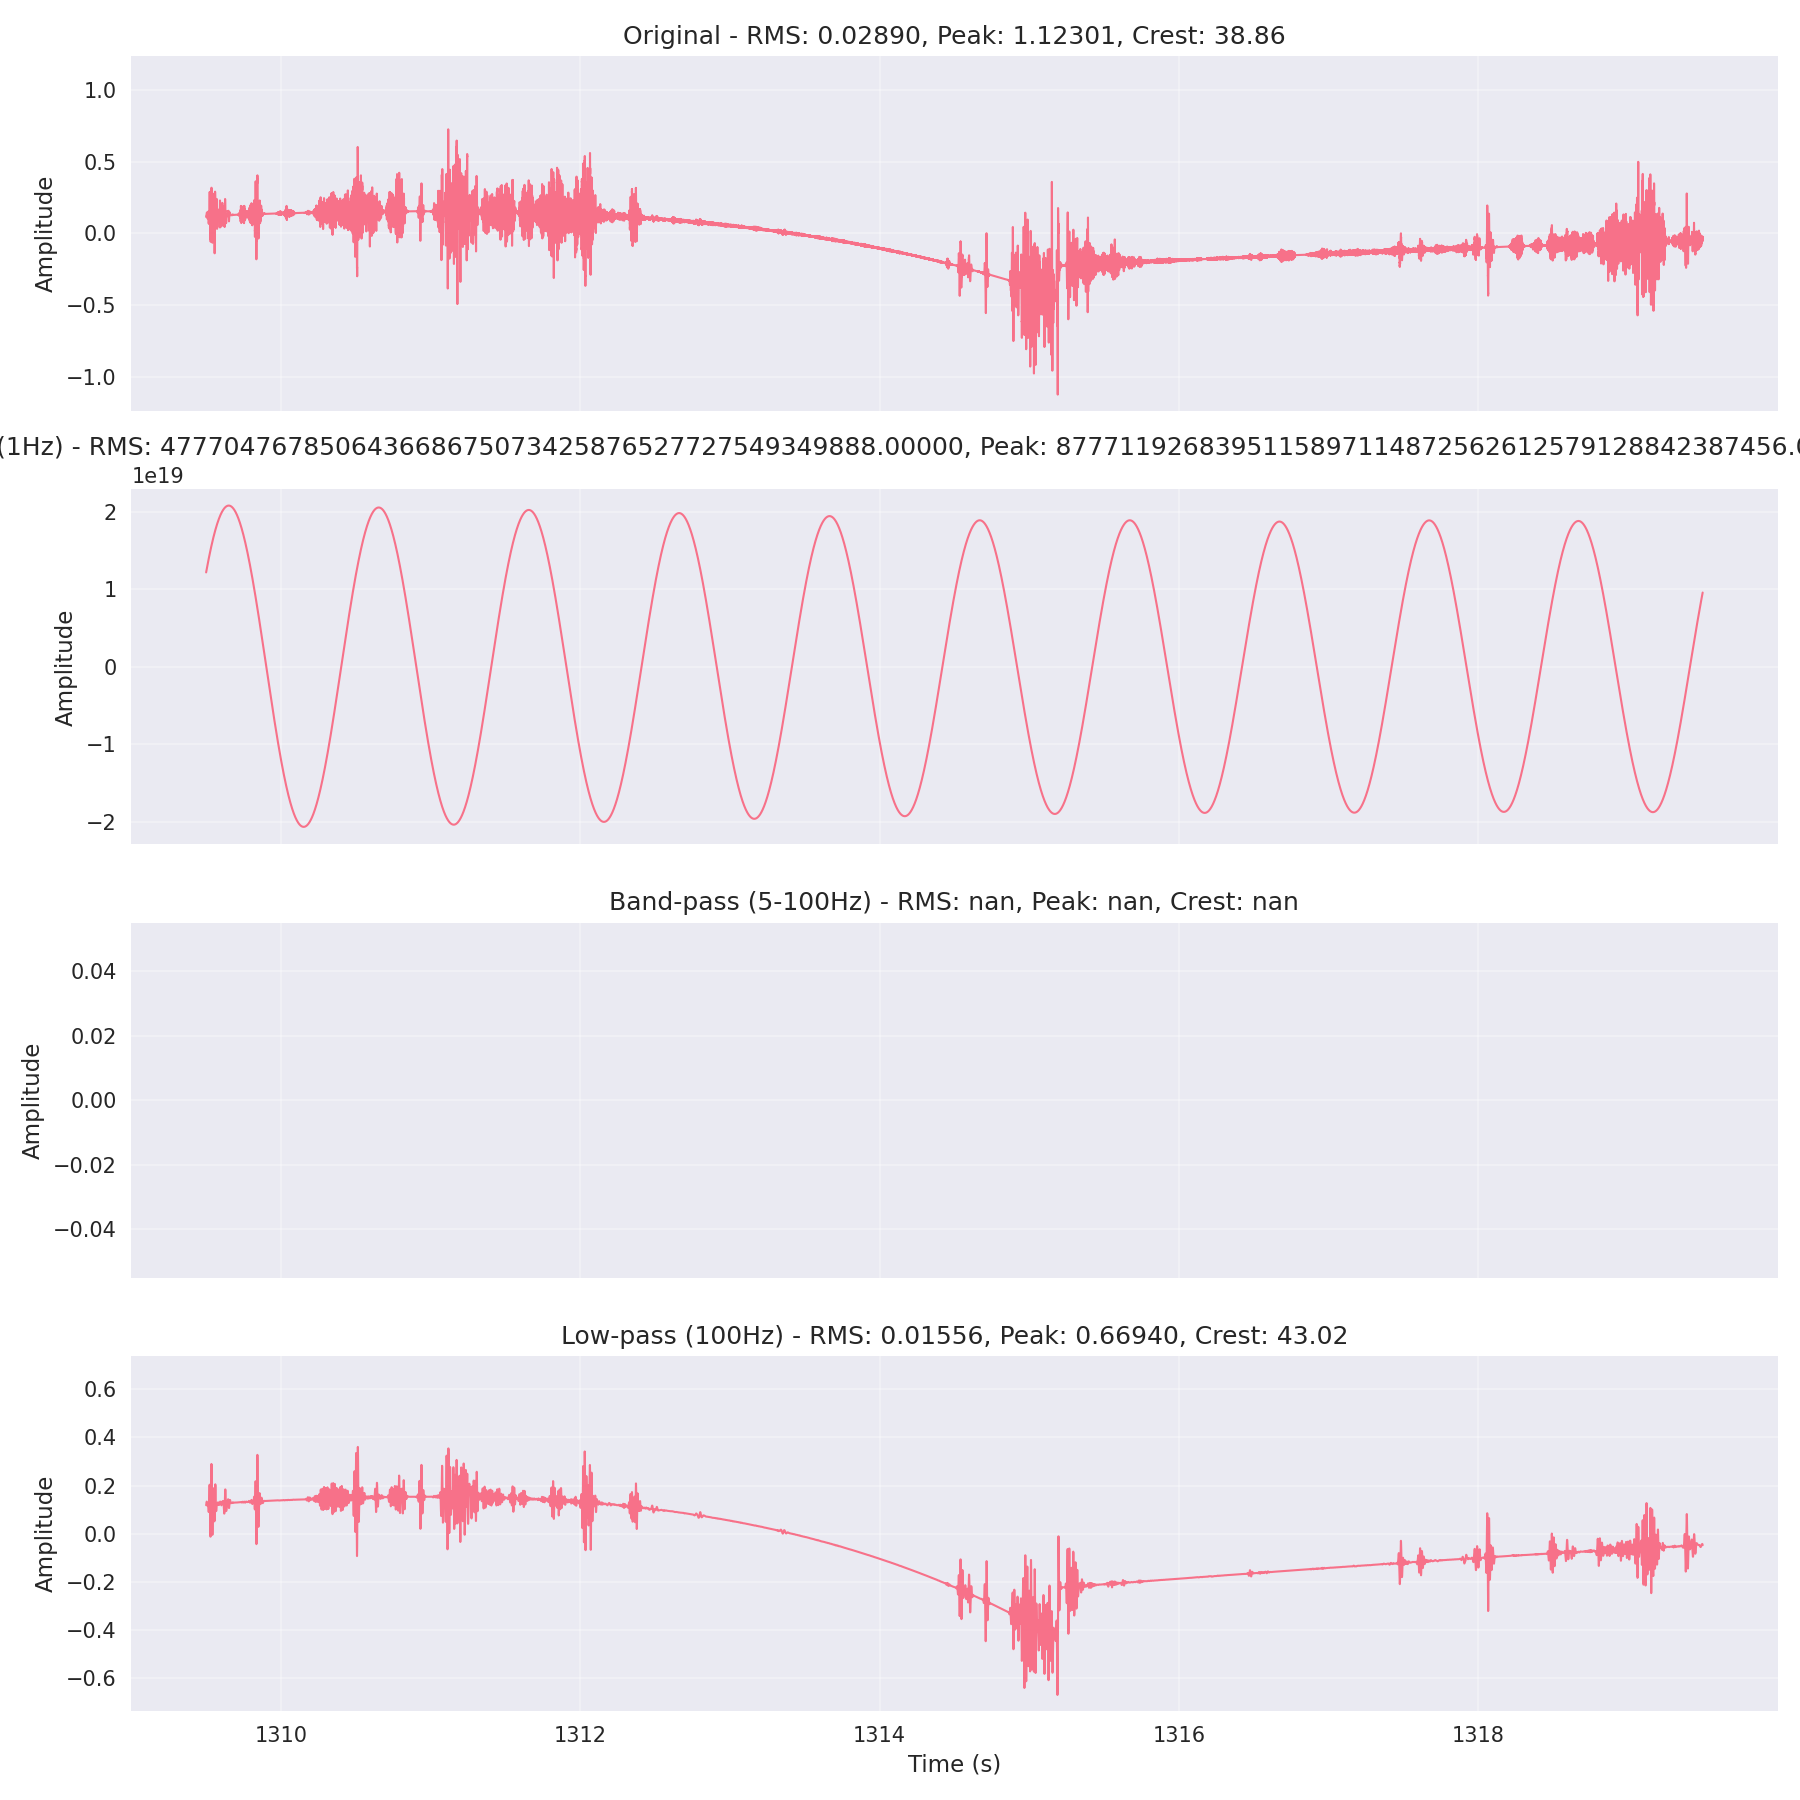 Original - RMS: 0.02890, Peak: 1.12301, Crest: 38.86
1.0
0.5
0.0
−0.5
−1.0
Amplitude
(1Hz) - RMS: 477704767850643668675073425876527727549349888.00000, Peak: 8777119268395115897114872562612579128842387456.0
1e19
2
1
0
−1
−2
Amplitude
Band-pass (5-100Hz) - RMS: nan, Peak: nan, Crest: nan
0.04
0.02
0.00
−0.02
−0.04
Amplitude
Low-pass (100Hz) - RMS: 0.01556, Peak: 0.66940, Crest: 43.02
0.6
0.4
0.2
0.0
−0.2
−0.4
−0.6
Amplitude
1310 1312 1314 1316 1318
Time (s)